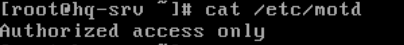 [root@hq-srv ~]# cat /etc/motd
Authorized access only